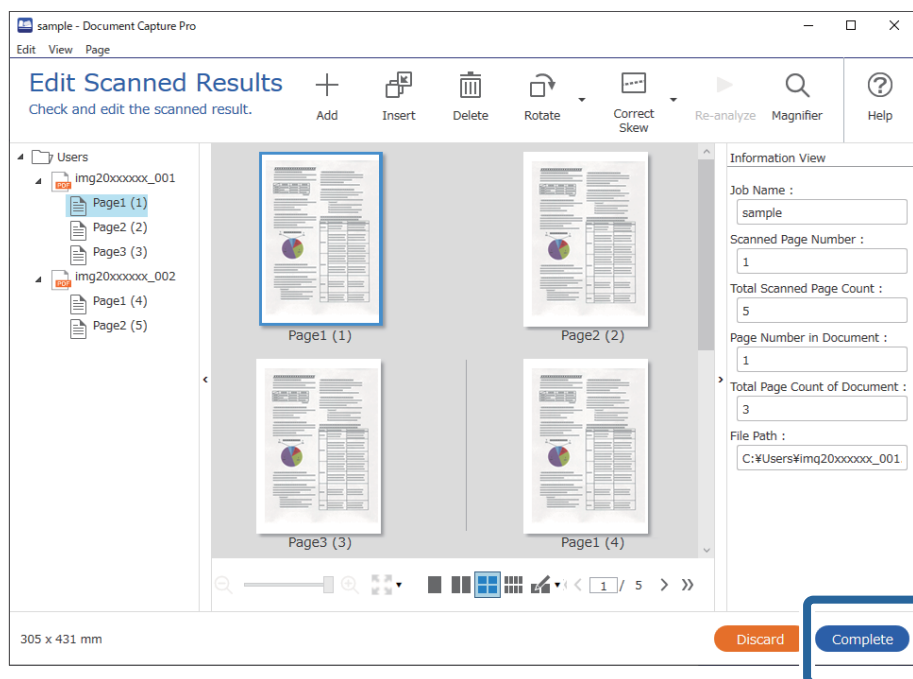 sample - Document Capture Pro
Edit View Page
Edit Scanned Results
Check and edit the scanned result.
Add
Insert
Delete
Rotate
Correct
Skew
Re-analyze
Magnifier
Help
Users
img20xxxxxx_001
PDF
Page1 (1)
Page2 (2)
Page3 (3)
img20xxxxxx_002
PDF
Page1 (4)
Page2 (5)
Page1 (1)
Page2 (2)
Page3 (3)
Page1 (4)
1 / 5
Information View
Job Name :
sample
Scanned Page Number :
1
Total Scanned Page Count :
5
Page Number in Document :
1
Total Page Count of Document :
3
File Path :
C:¥Users¥img20xxxxxx_001
305 x 431 mm
Discard
Complete